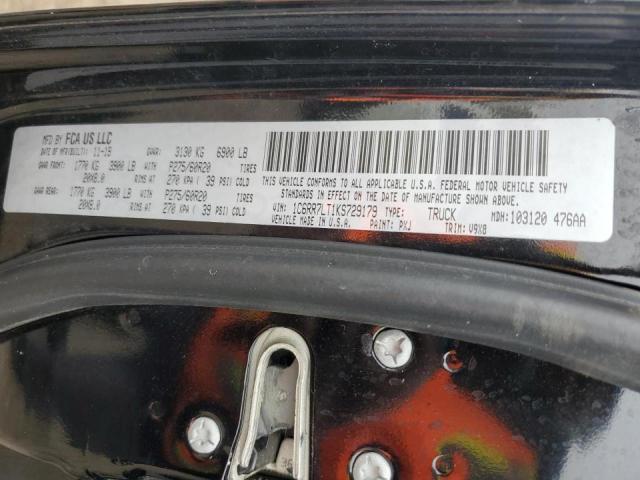 MFD BY FCA US LLC
DATE OF MFR/BUILT: 11-19 GVWR: 3130 KG 6900 LB
GAWR FRONT: 1770 KG 3900 LB WITH P275/60R20 TIRES
20X8.0 RIMS AT 270 KPA ( 39 PSI) COLD
GAWR REAR: 1770 KG 3900 LB WITH P275/60R20 TIRES
20X8.0 RIMS AT 270 KPA ( 39 PSI) COLD
THIS VEHICLE CONFORMS TO ALL APPLICABLE U.S.A. FEDERAL MOTOR VEHICLE SAFETY
STANDARDS IN EFFECT ON THE DATE OF MANUFACTURE SHOWN ABOVE.
VIN: 1C6RR7LT1KS729179 TYPE: TRUCK MDH: 103120 476AA
VEHICLE MADE IN U.S.A. PAINT: PXJ TRIM: V9X8